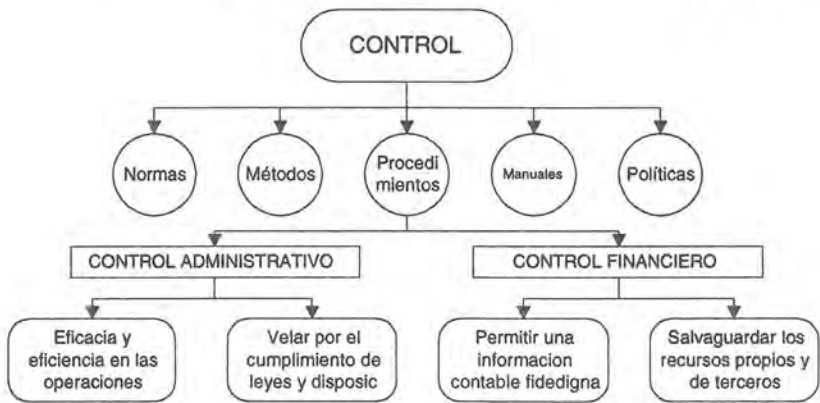 CONTROL
Normas
Métodos
Procedi
mientos
Manuales
Políticas
CONTROL ADMINISTRATIVO
CONTROL FINANCIERO
Eficacia y
eficiencia en las
operaciones
Velar por el
cumplimiento de
leyes y disposic
Permitir una
informacion
contable fidedigna
Salvaguardar los
recursos propios y
de terceros